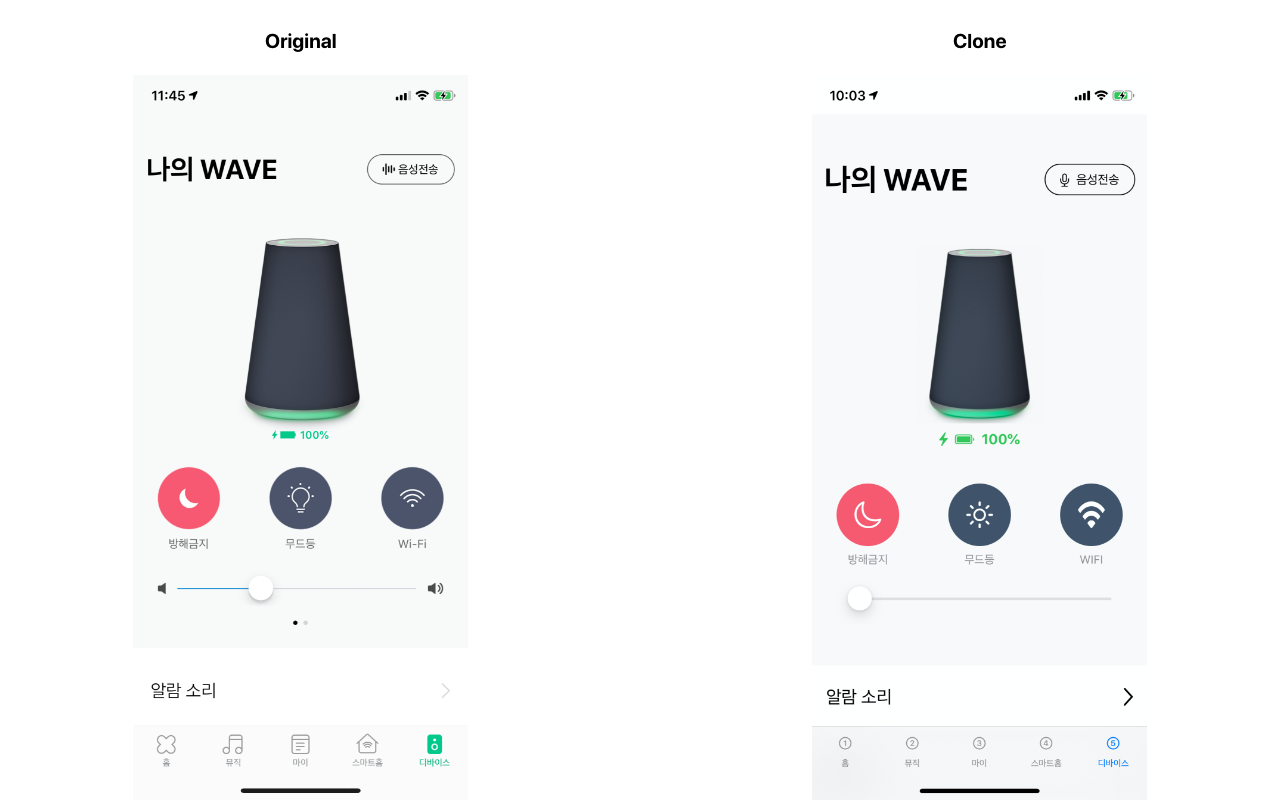 Original
11:45
나의 WAVE
음성전송
100%
방해금지
무드등
Wi-Fi
알람 소리
홈
뮤직
마이
스마트홈
디바이스
Clone
10:03
나의 WAVE
음성전송
100%
방해금지
무드등
WIFI
알람 소리
1
2
3
4
5
홈
뮤직
마이
스마트홈
디바이스